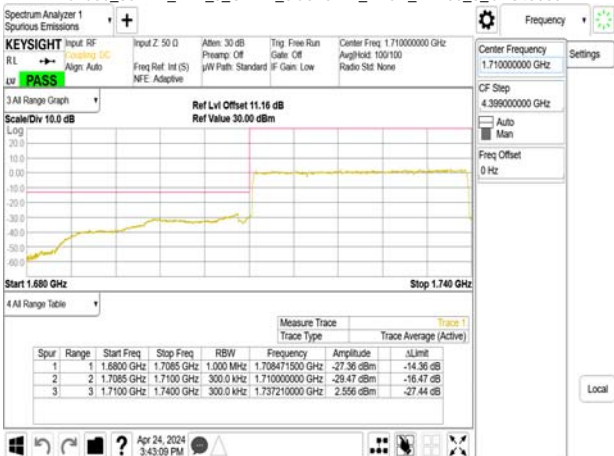 Spectrum Analyzer 1
Spurious Emissions
Frequency
KEYSIGHT
RL
PASS
Input: RF
Coupling: DC
Align: Auto
Input Z: 50 Ω
Freq Ref: Int (S)
NFE: Adaptive
Atten: 30 dB
Preamp: Off
µW Path: Standard
Trig: Free Run
Gate: Off
IF Gain: Low
Center Freq: 1.710000000 GHz
Avg|Hold: 100/100
Radio Std: None
Center Frequency
1.710000000 GHz
Settings
CF Step
4.399000000 GHz
Auto
Man
Freq Offset
0 Hz
3 All Range Graph
Scale/Div 10.0 dB
Ref Lvl Offset 11.16 dB
Ref Value 30.00 dBm
Log
20.0
10.0
0.00
-10.0
-20.0
-30.0
-40.0
-50.0
-60.0
Start 1.680 GHz
Stop 1.740 GHz
4 All Range Table
Measure Trace Trace 1
Trace Type Trace Average (Active)
Spur Range Start Freq Stop Freq RBW Frequency Amplitude ΔLimit
1 1 1.6800 GHz 1.7085 GHz 1.000 MHz 1.708471500 GHz -27.36 dBm -14.36 dB
2 2 1.7085 GHz 1.7100 GHz 300.0 kHz 1.710000000 GHz -29.47 dBm -16.47 dB
3 3 1.7100 GHz 1.7400 GHz 300.0 kHz 1.737210000 GHz 2.556 dBm -27.44 dB
Local
?
Apr 24, 2024
3:43:09 PM